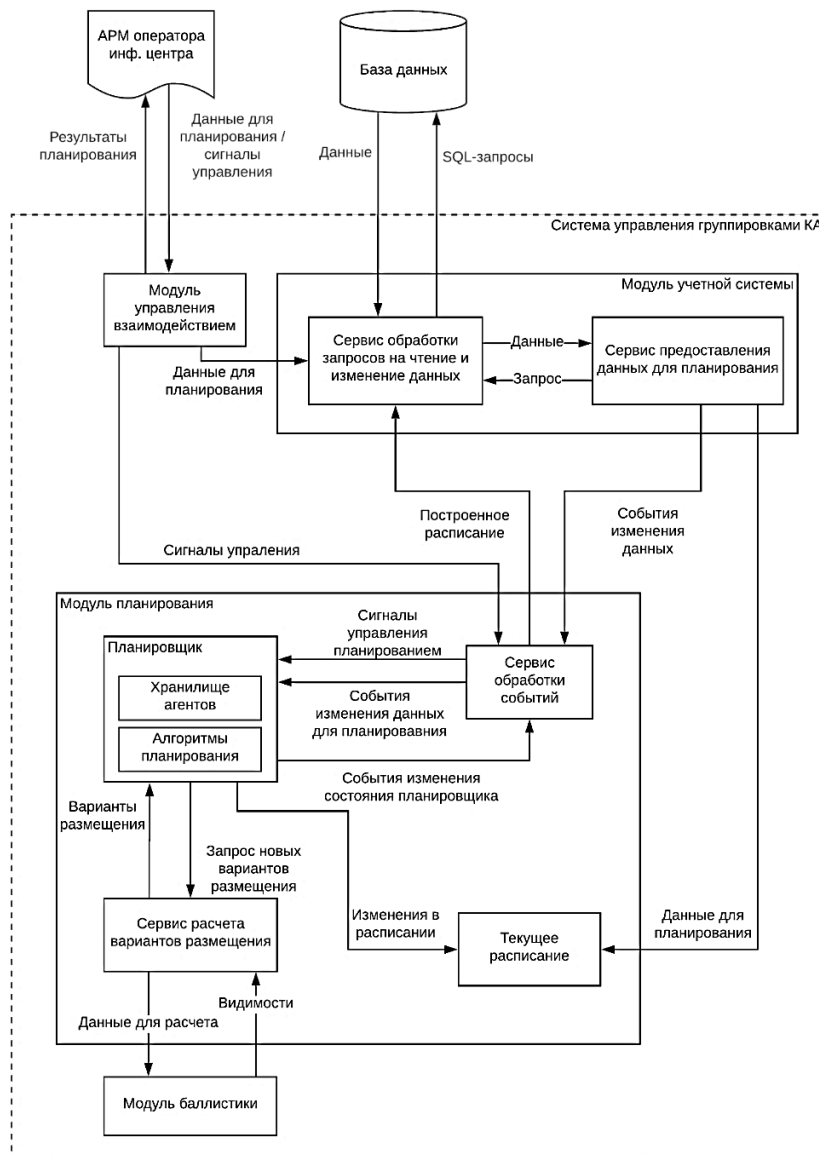 АРМ оператора
инф. центра
База данных
Результаты
планирования
Данные для
планирования /
сигналы
управления
Данные
SQL-запросы
Система управления группировками КА
Модуль
управления
взаимодействием
Модуль учетной системы
Сервис обработки
запросов на чтение и
изменение данных
Данные
Запрос
Сервис предоставления
данных для планирования
Данные для
планирования
Построенное
расписание
События
изменения
данных
Сигналы упраления
Модуль планирования
Планировщик
Хранилище
агентов
Алгоритмы
планирования
Сигналы
управления
планированием
События
изменения данных
для планировавния
Сервис
обработки
событий
События изменения
состояния планировщика
Варианты
размещения
Запрос новых
вариантов
размещения
Сервис расчета
вариантов размещения
Изменения в
расписании
Текущее
расписание
Данные для
планирования
Видимости
Данные для расчета
Модуль баллистики